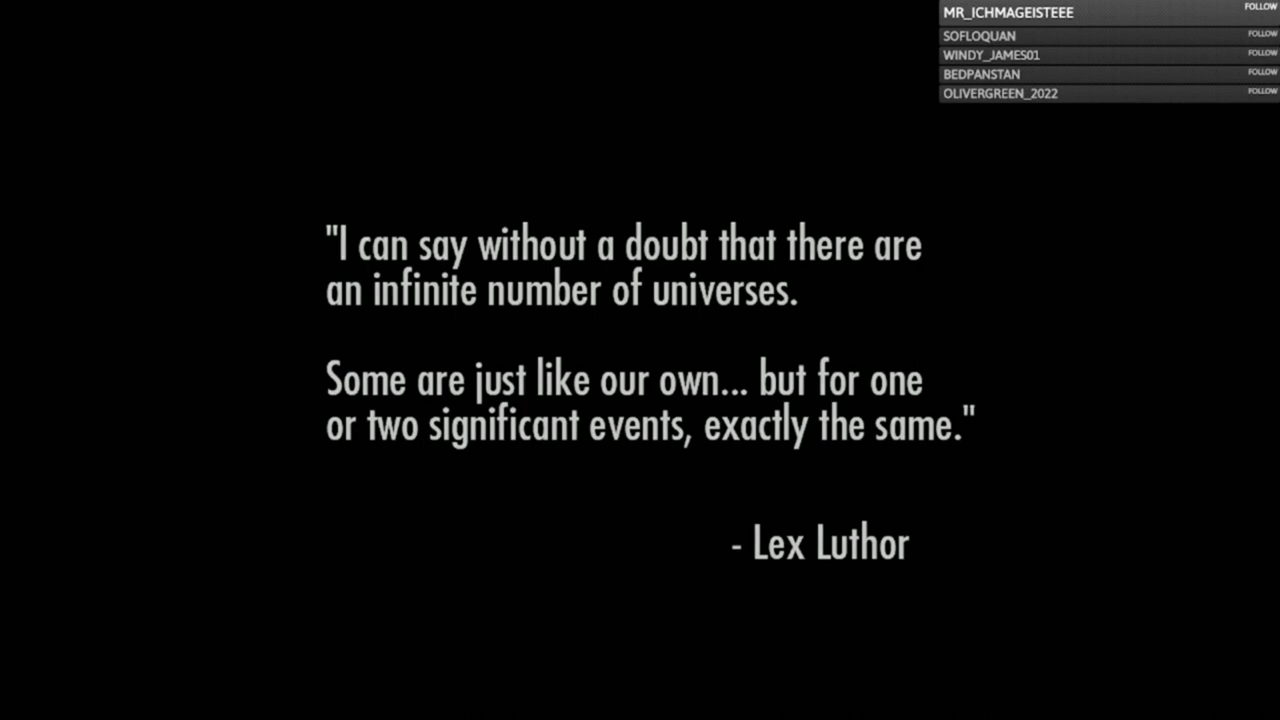 MR_ICHMAGEISTEEE FOLLOW
SOFLOQUAN FOLLOW
WINDY_JAMES01 FOLLOW
BEDPANSTAN FOLLOW
OLIVERGREEN_2022 FOLLOW
"I can say without a doubt that there are
an infinite number of universes.
Some are just like our own... but for one
or two significant events, exactly the same."
- Lex Luthor